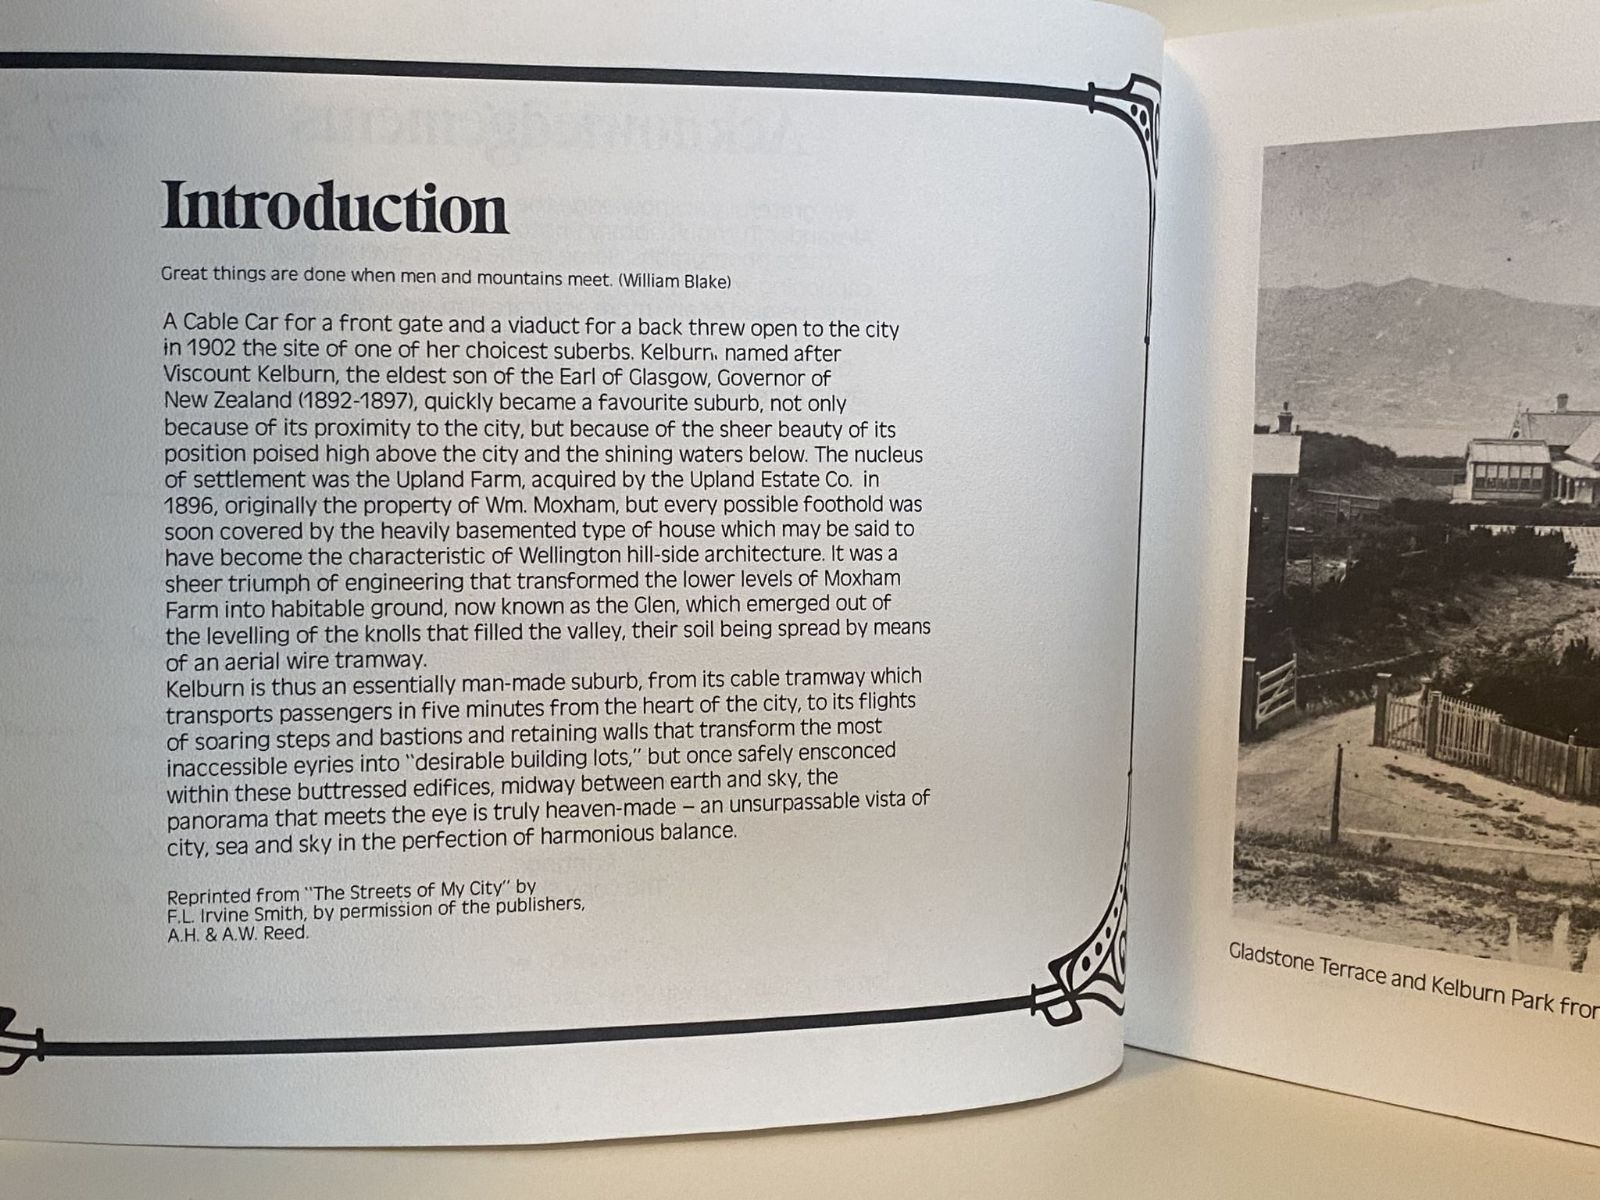 Introduction
Great things are done when men and mountains meet. (William Blake)
A Cable Car for a front gate and a viaduct for a back threw open to the city
in 1902 the site of one of her choicest suberbs. Kelburn, named after
Viscount Kelburn, the eldest son of the Earl of Glasgow, Governor of
New Zealand (1892-1897), quickly became a favourite suburb, not only
because of its proximity to the city, but because of the sheer beauty of its
position poised high above the city and the shining waters below. The nucleus
of settlement was the Upland Farm, acquired by the Upland Estate Co. in
1896, originally the property of Wm. Moxham, but every possible foothold was
soon covered by the heavily basemented type of house which may be said to
have become the characteristic of Wellington hill-side architecture. It was a
sheer triumph of engineering that transformed the lower levels of Moxham
Farm into habitable ground, now known as the Glen, which emerged out of
the levelling of the knolls that filled the valley, their soil being spread by means
of an aerial wire tramway.
Kelburn is thus an essentially man-made suburb, from its cable tramway which
transports passengers in five minutes from the heart of the city, to its flights
of soaring steps and bastions and retaining walls that transform the most
inaccessible eyries into "desirable building lots," but once safely ensconced
within these buttressed edifices, midway between earth and sky, the
panorama that meets the eye is truly heaven-made – an unsurpassable vista of
city, sea and sky in the perfection of harmonious balance.
Reprinted from "The Streets of My City" by
F.L. Irvine Smith, by permission of the publishers,
A.H. & A.W. Reed.
Gladstone Terrace and Kelburn Park